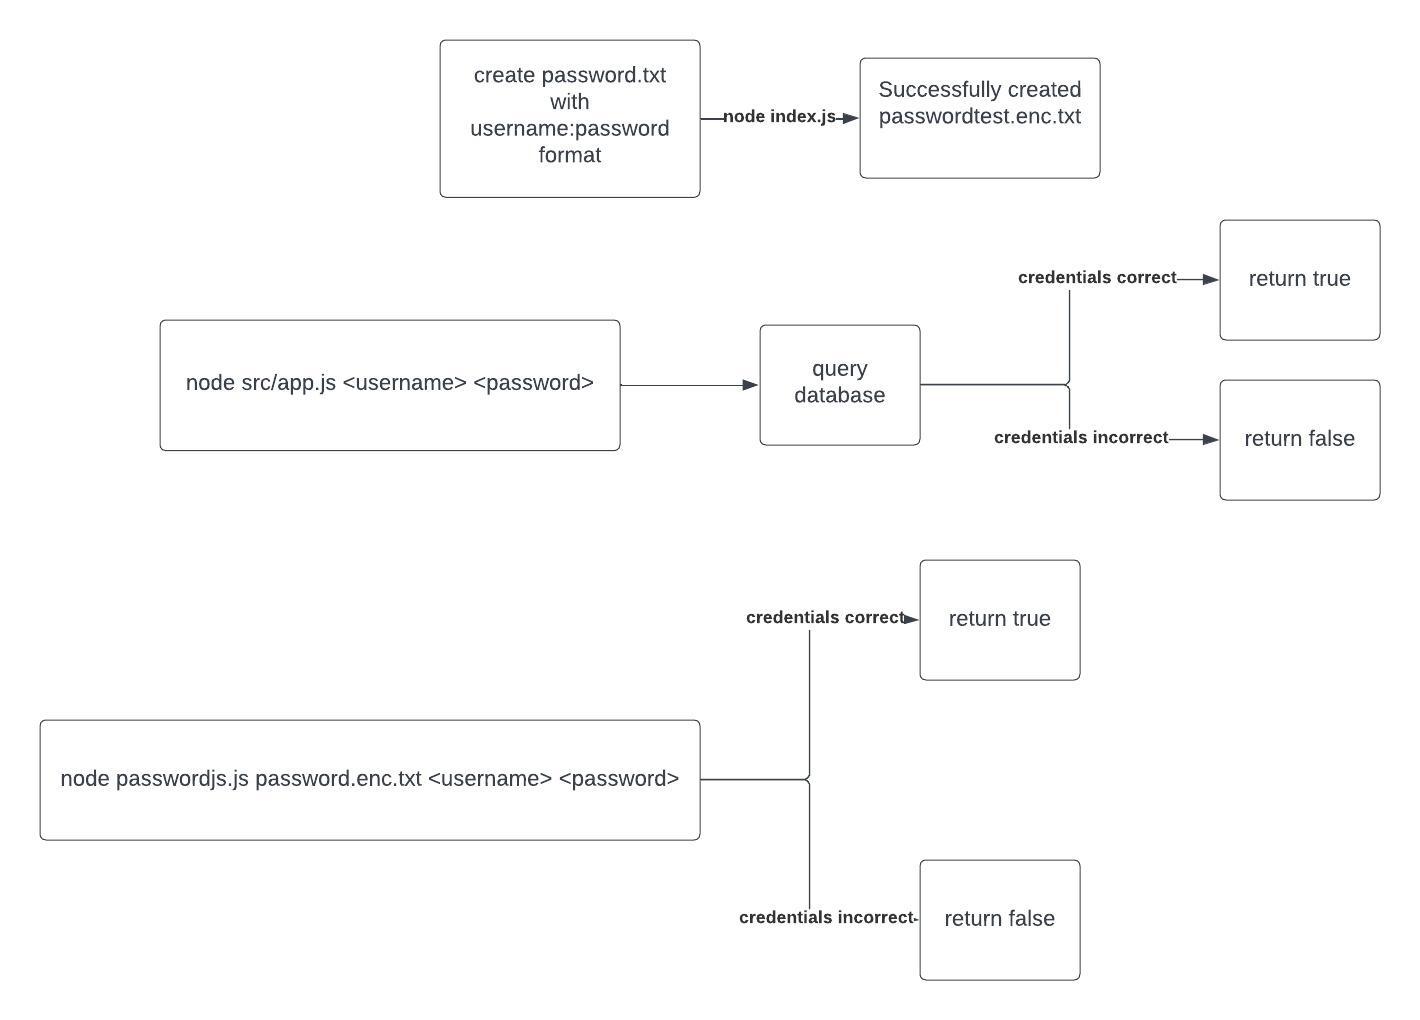 create password.txt
with
username:password
format
node index.js
Successfully created
passwordtest.enc.txt
node src/app.js <username> <password>
query
database
credentials correct
return true
credentials incorrect
return false
node passwordjs.js password.enc.txt <username> <password>
credentials correct
return true
credentials incorrect
return false